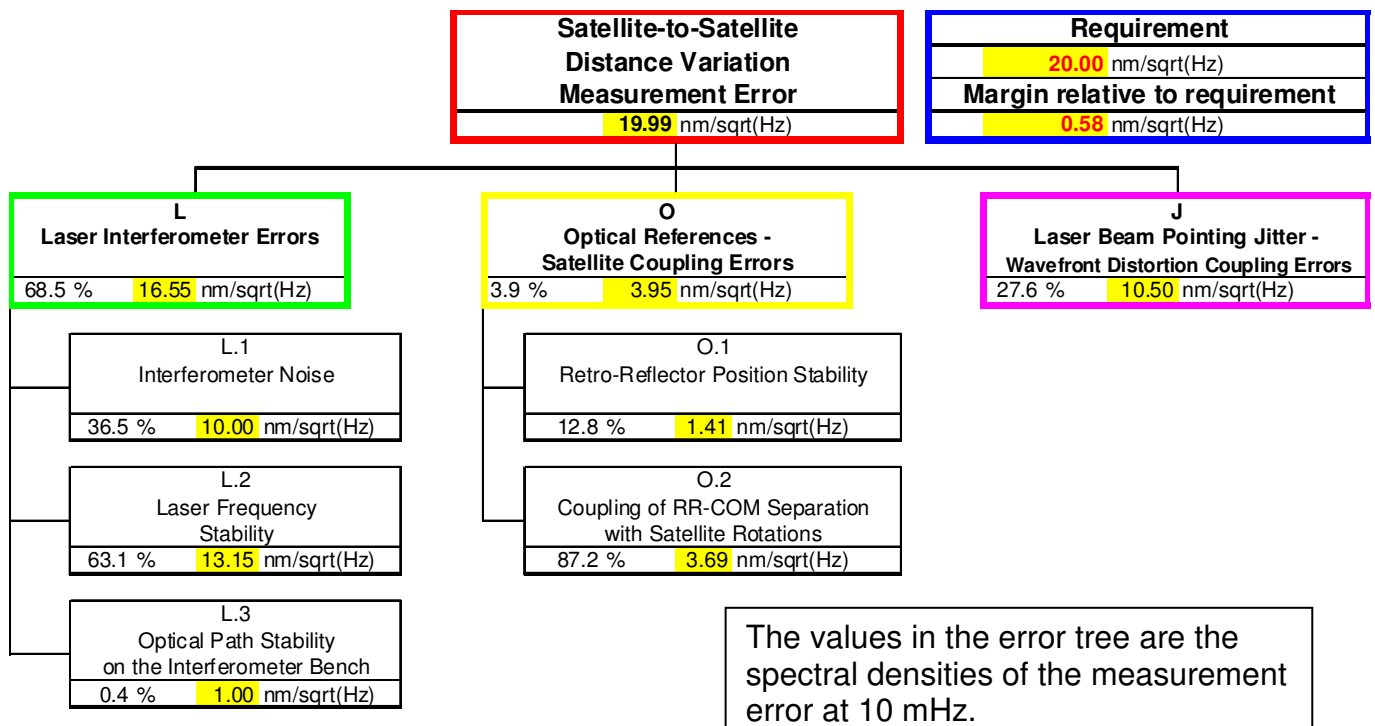 Satellite-to-Satellite
Distance Variation
Measurement Error
19.99 nm/sqrt(Hz)
Requirement
20.00 nm/sqrt(Hz)
Margin relative to requirement
0.58 nm/sqrt(Hz)
L
Laser Interferometer Errors
68.5 % 16.55 nm/sqrt(Hz)
O
Optical References -
Satellite Coupling Errors
3.9 % 3.95 nm/sqrt(Hz)
J
Laser Beam Pointing Jitter -
Wavefront Distortion Coupling Errors
27.6 % 10.50 nm/sqrt(Hz)
L.1
Interferometer Noise
36.5 % 10.00 nm/sqrt(Hz)
L.2
Laser Frequency
Stability
63.1 % 13.15 nm/sqrt(Hz)
L.3
Optical Path Stability
on the Interferometer Bench
0.4 % 1.00 nm/sqrt(Hz)
O.1
Retro-Reflector Position Stability
12.8 % 1.41 nm/sqrt(Hz)
O.2
Coupling of RR-COM Separation
with Satellite Rotations
87.2 % 3.69 nm/sqrt(Hz)
The values in the error tree are the
spectral densities of the measurement
error at 10 mHz.